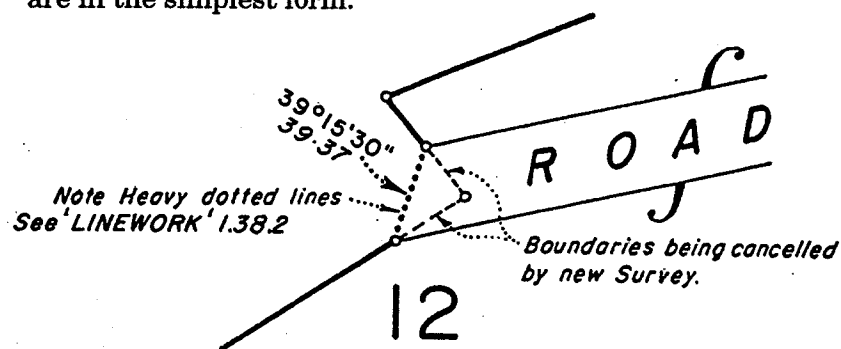 are in the simplest form.
39°15'30"
39·37
R O A D
Note Heavy dotted lines
See 'LINEWORK' 1.38.2
Boundaries being cancelled
by new Survey.
12